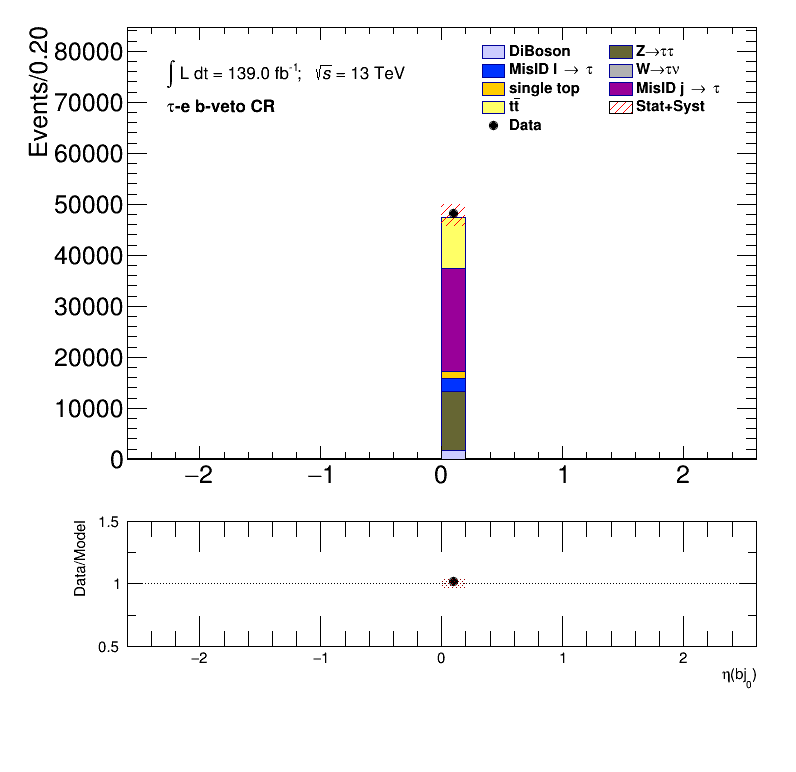 Events/0.20
80000
70000
60000
50000
40000
30000
20000
10000
0
∫ L dt = 139.0 fb⁻¹; √s = 13 TeV
τ-e b-veto CR
DiBoson
MisID l → τ
single top
tt̄
Data
Z→ττ
W→τν
MisID j → τ
Stat+Syst
−2 −1 0 1 2
Data/Model
1.5
1
0.5
−2 −1 0 1 2
η(bj₀)